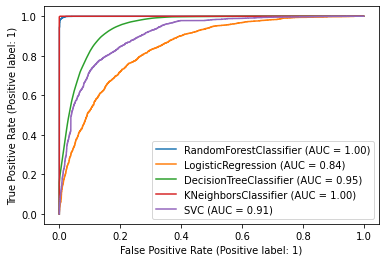 True Positive Rate (Positive label: 1)
1.0
0.8
0.6
0.4
0.2
0.0
RandomForestClassifier (AUC = 1.00)
LogisticRegression (AUC = 0.84)
DecisionTreeClassifier (AUC = 0.95)
KNeighborsClassifier (AUC = 1.00)
SVC (AUC = 0.91)
0.0 0.2 0.4 0.6 0.8 1.0
False Positive Rate (Positive label: 1)